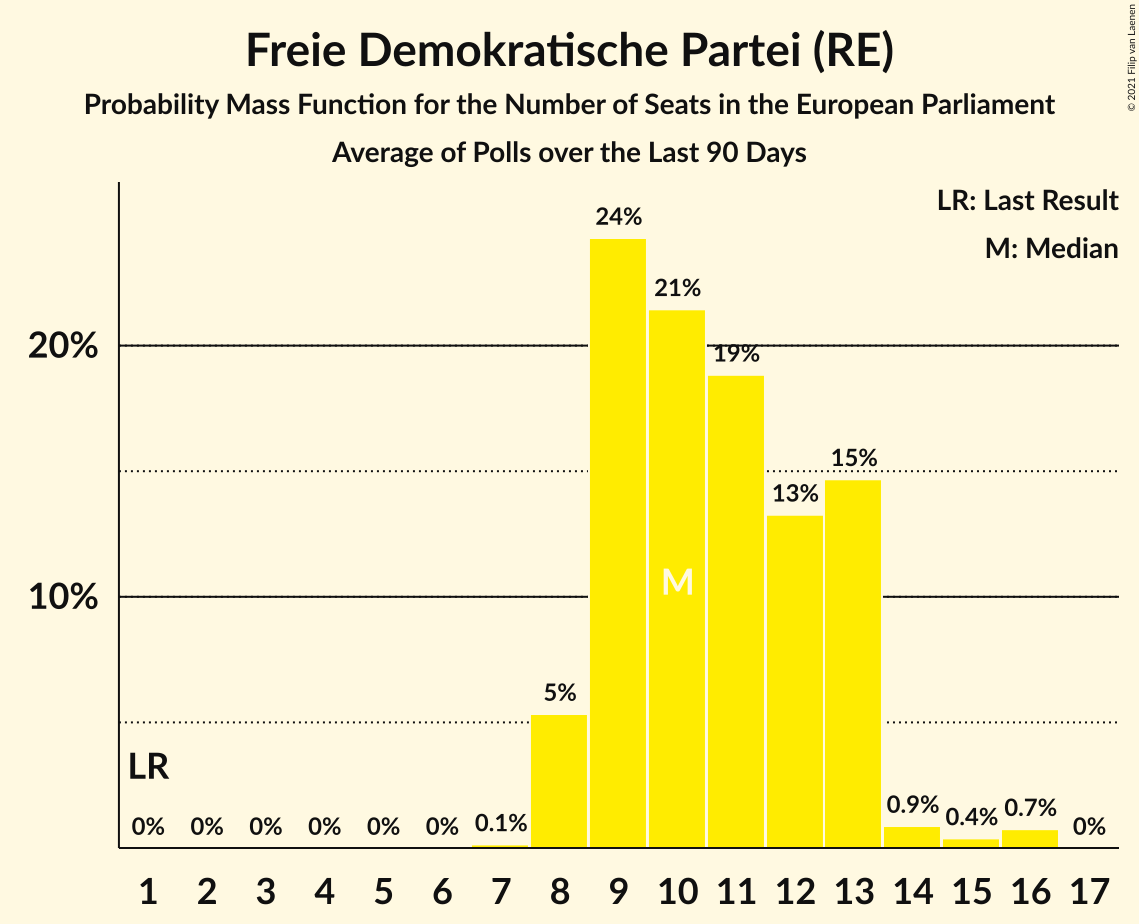 Freie Demokratische Partei (RE)
Probability Mass Function for the Number of Seats in the European Parliament
Average of Polls over the Last 90 Days
© 2021 Filip van Laenen
LR: Last Result
M: Median
24%
21%
20%
19%
15%
13%
M
10%
5%
LR
0% 0% 0% 0% 0% 0% 0.1% 0.9% 0.4% 0.7% 0%
1 2 3 4 5 6 7 8 9 10 11 12 13 14 15 16 17